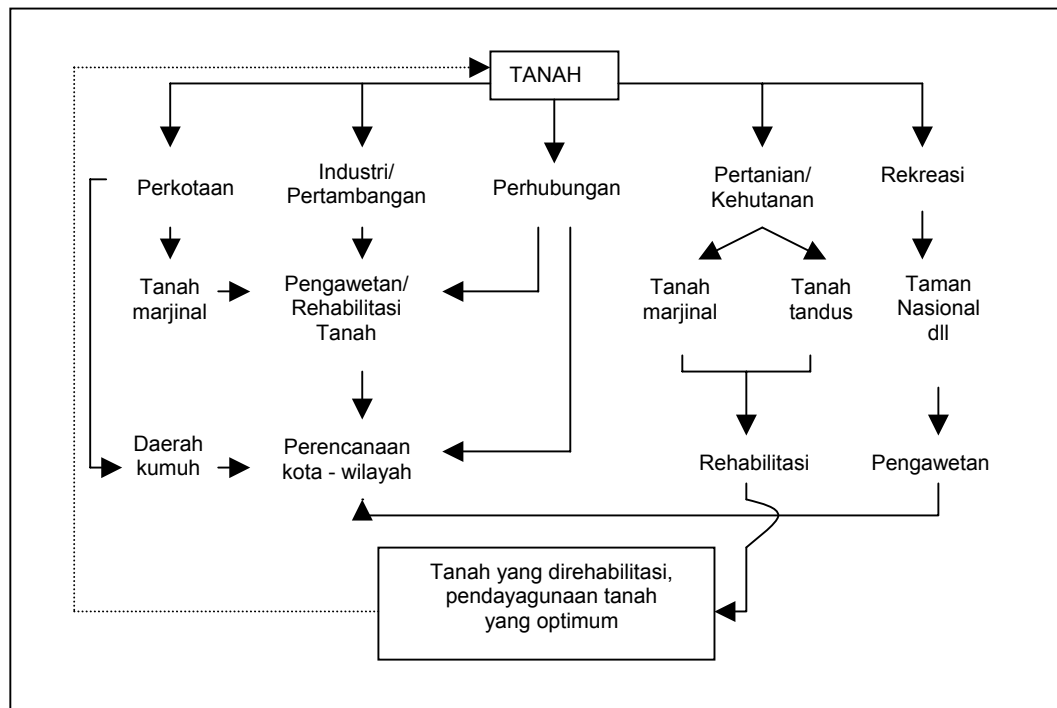 TANAH
Perkotaan
Industri/
Pertambangan
Perhubungan
Pertanian/
Kehutanan
Rekreasi
Tanah
marjinal
Pengawetan/
Rehabilitasi
Tanah
Tanah
marjinal
Tanah
tandus
Taman
Nasional
dll
Daerah
kumuh
Perencanaan
kota - wilayah
Rehabilitasi
Pengawetan
Tanah yang direhabilitasi,
pendayagunaan tanah
yang optimum